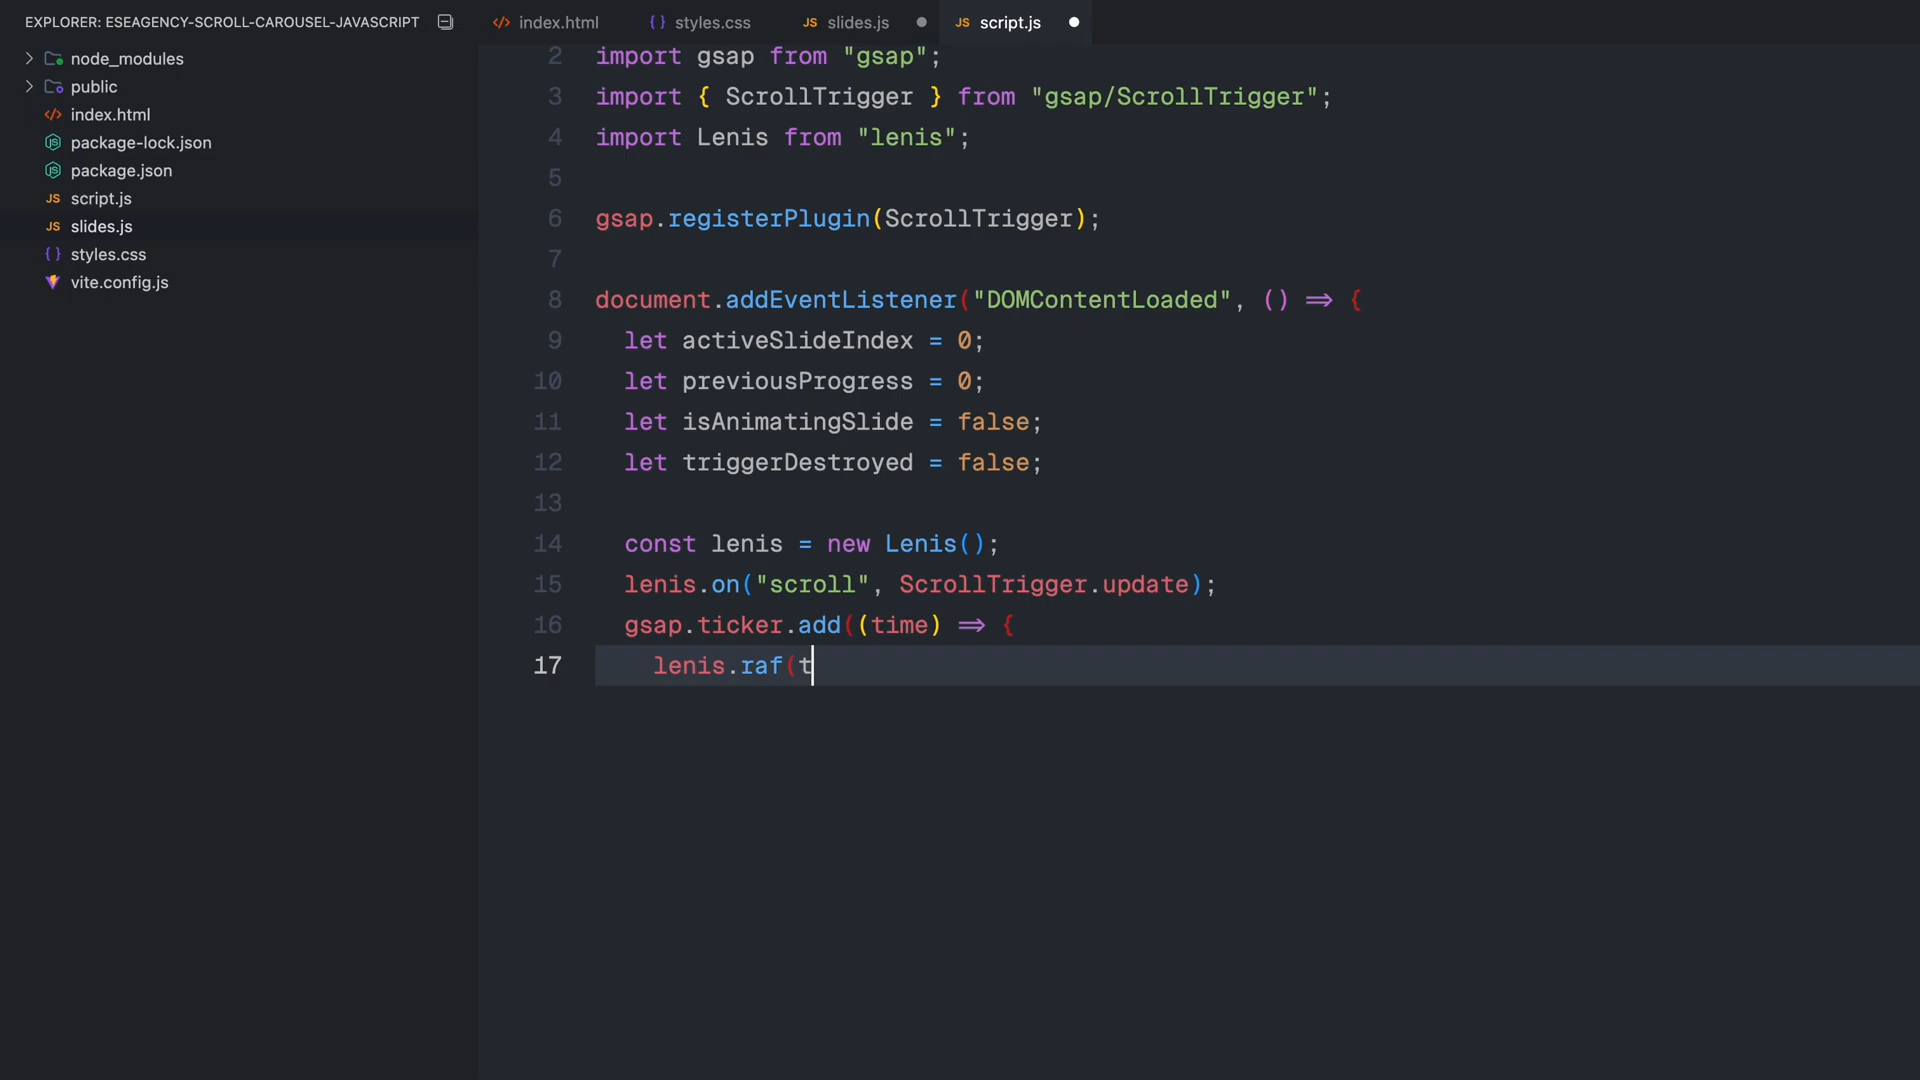 EXPLORER: ESEAGENCY-SCROLL-CAROUSEL-JAVASCRIPT
node_modules
public
index.html
package-lock.json
package.json
JS script.js
JS slides.js
styles.css
vite.config.js
index.html
styles.css
JS slides.js
JS script.js
2 import gsap from "gsap";
3 import { ScrollTrigger } from "gsap/ScrollTrigger";
4 import Lenis from "lenis";
5
6 gsap.registerPlugin(ScrollTrigger);
7
8 document.addEventListener("DOMContentLoaded", () => {
9 let activeSlideIndex = 0;
10 let previousProgress = 0;
11 let isAnimatingSlide = false;
12 let triggerDestroyed = false;
13
14 const lenis = new Lenis();
15 lenis.on("scroll", ScrollTrigger.update);
16 gsap.ticker.add((time) => {
17 lenis.raf(t